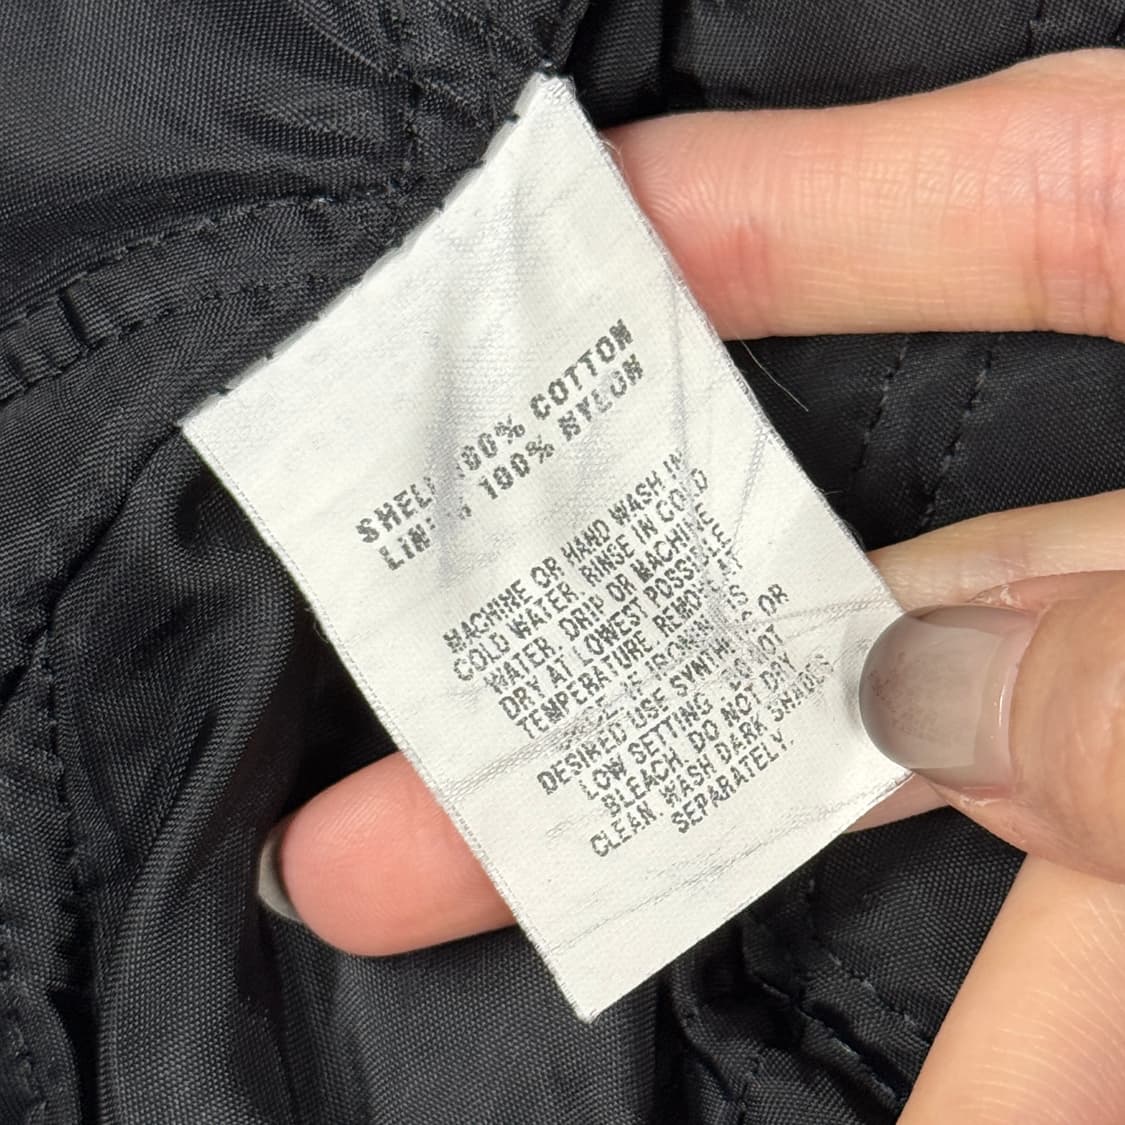 SHELL 100% COTTON
LINING 100% NYLON
MACHINE OR HAND WASH IN
COLD WATER. RINSE IN COLD
WATER. DRIP OR MACHINE
DRY AT LOWEST POSSIBLE
TEMPERATURE. REMOVE AT
IF IRONING IS
DESIRED USE SYNTHETIC OR
LOW SETTING. DO NOT
BLEACH. DO NOT DRY
CLEAN. WASH DARK SHADES
SEPARATELY.